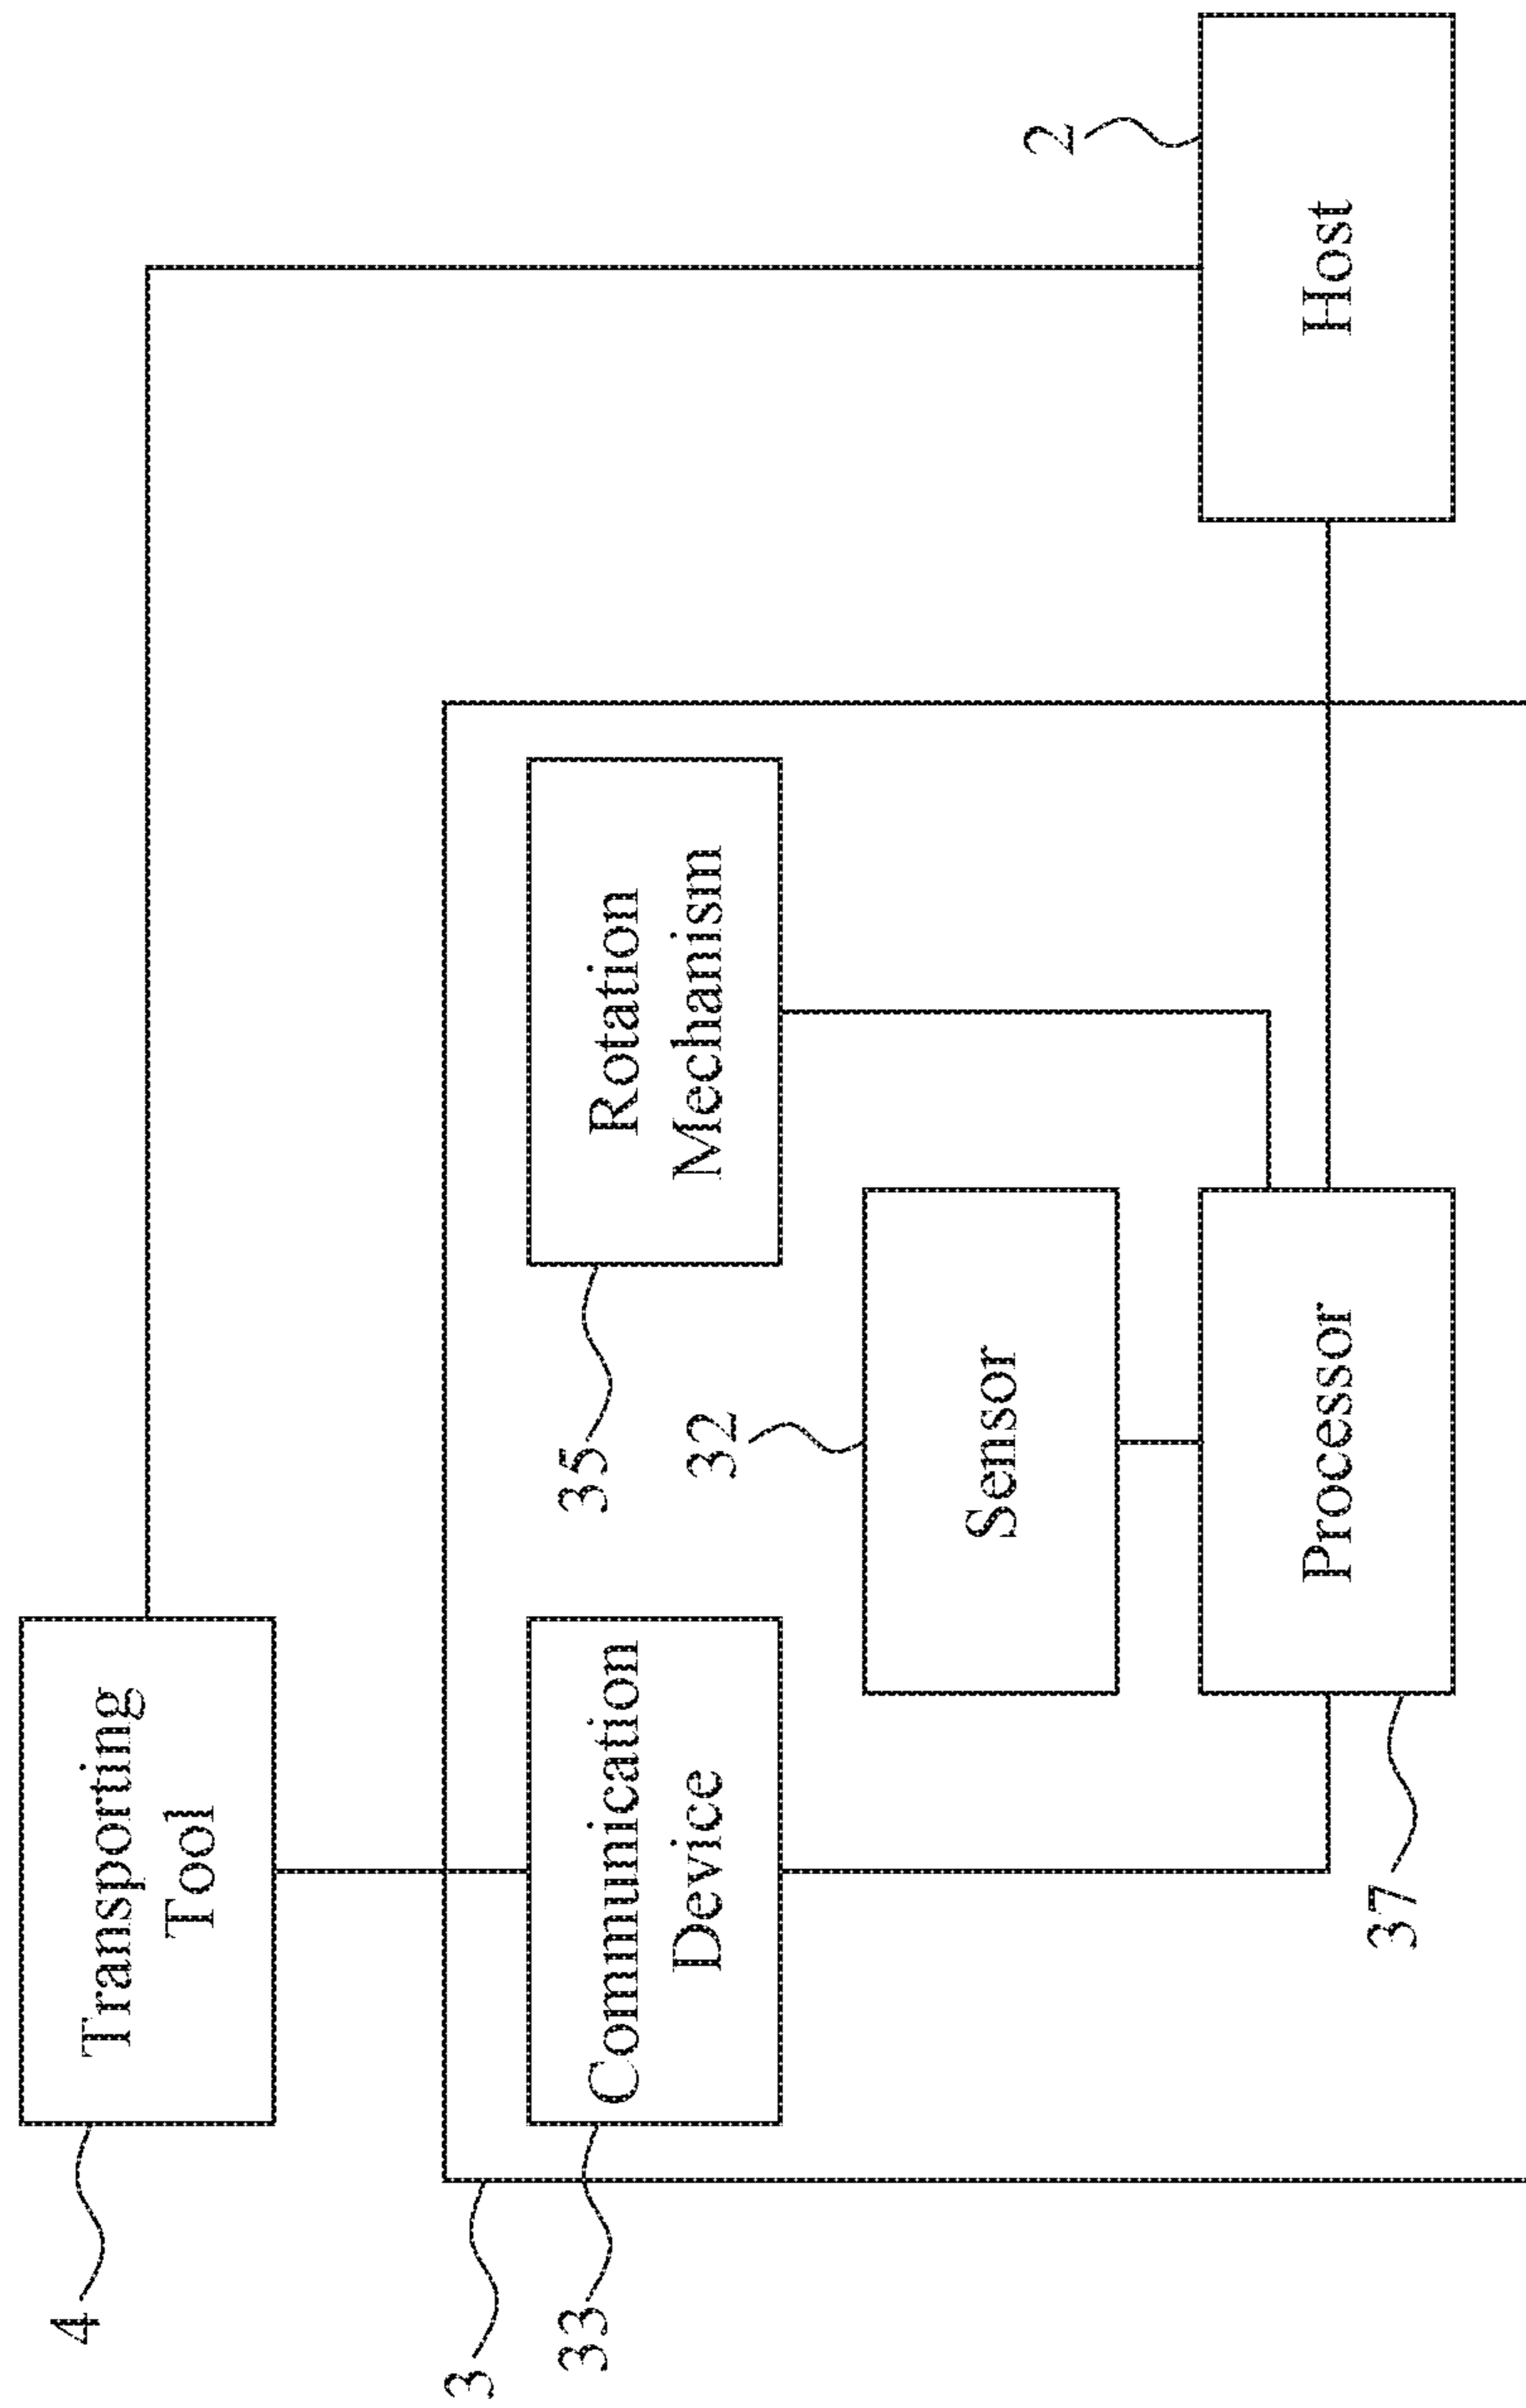 4
Transporting
Tool
3
33
Communication
Device
35
Rotation
Mechanism
32
Sensor
37
Processor
2
Host